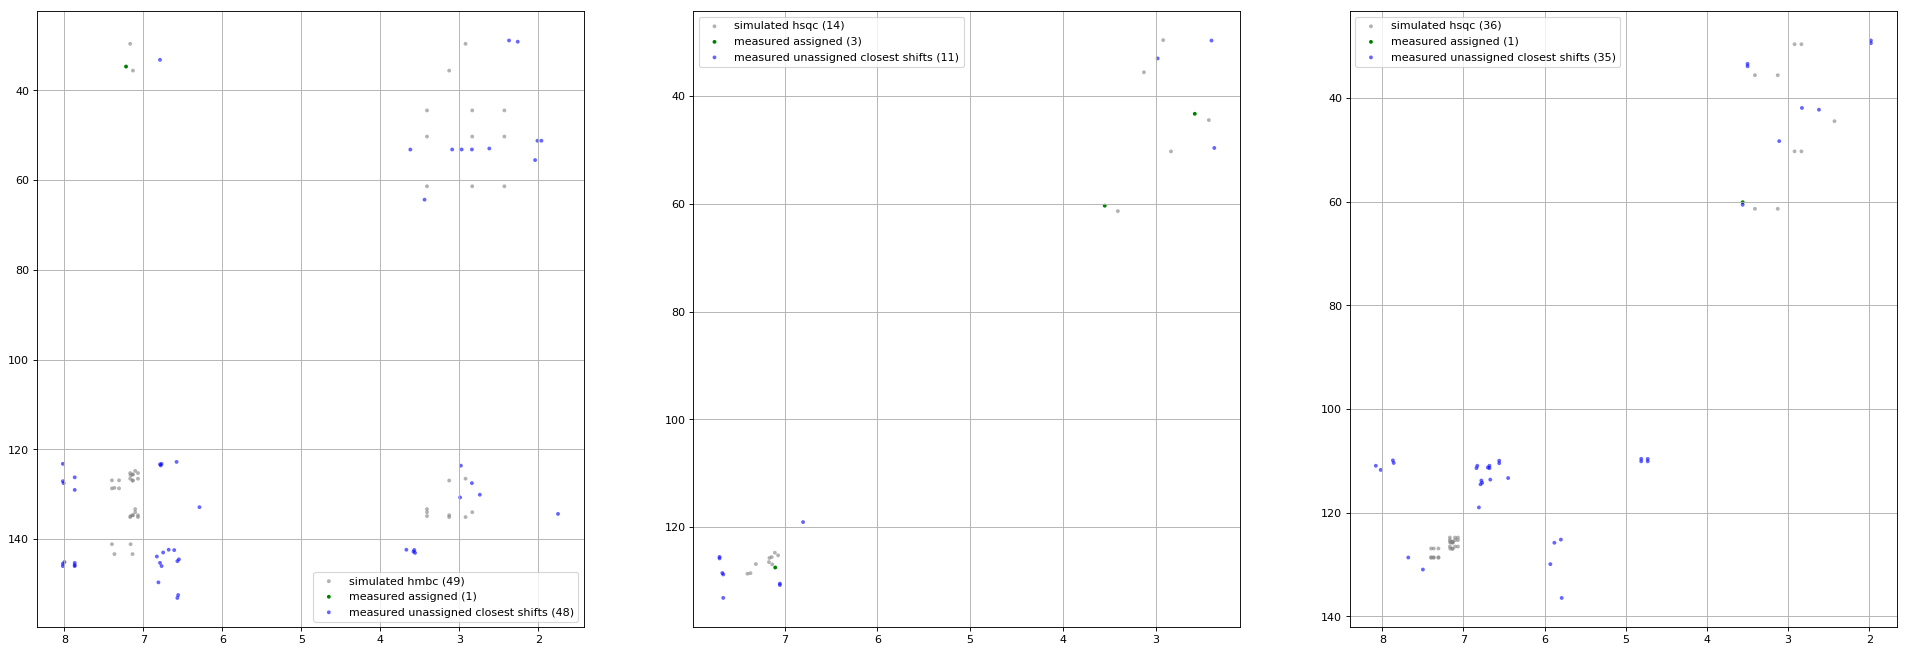 simulated hsqc (14)
measured assigned (3)
measured unassigned closest shifts (11)
simulated hsqc (36)
measured assigned (1)
measured unassigned closest shifts (35)
40
60
80
100
120
140
simulated hmbc (49)
measured assigned (1)
measured unassigned closest shifts (48)
8 7 6 5 4 3 2
40
60
80
100
120
7 6 5 4 3
40
60
80
100
120
140
8 7 6 5 4 3 2